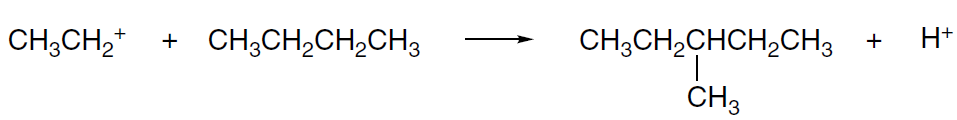 CH₃CH₂⁺ + CH₃CH₂CH₂CH₃ ⟶ CH₃CH₂CHCH₂CH₃ + H⁺
CH₃